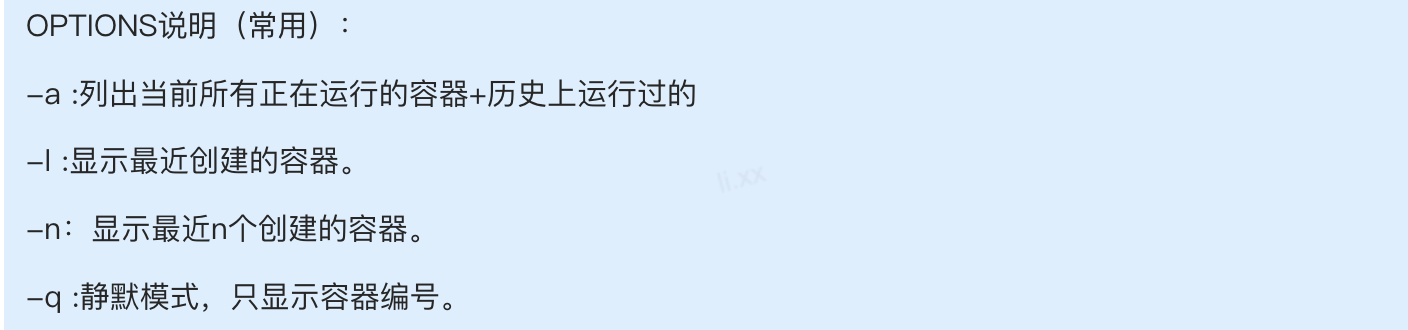 OPTIONS说明（常用）：
-a :列出当前所有正在运行的容器+历史上运行过的
-l :显示最近创建的容器。
-n：显示最近n个创建的容器。
-q :静默模式，只显示容器编号。
li.xx